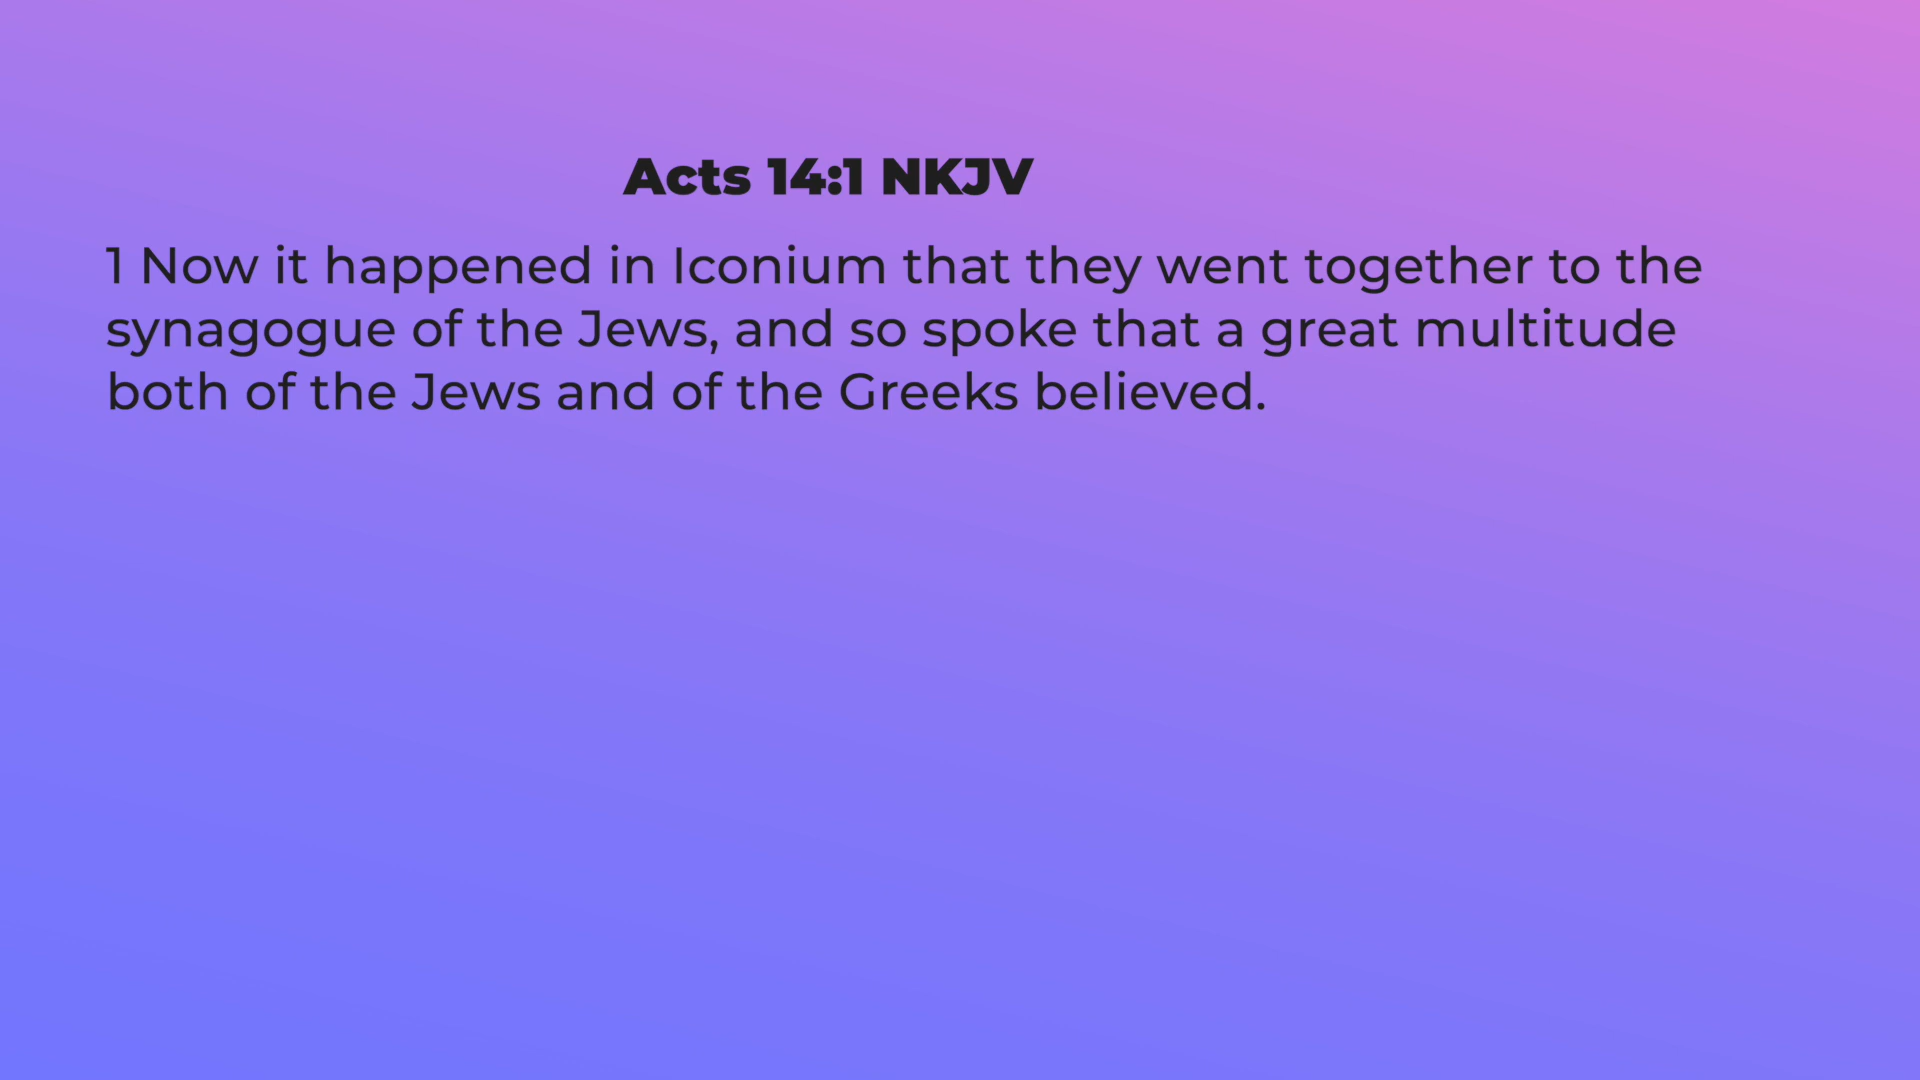 Acts 14:1 NKJV
1 Now it happened in Iconium that they went together to the
synagogue of the Jews, and so spoke that a great multitude
both of the Jews and of the Greeks believed.